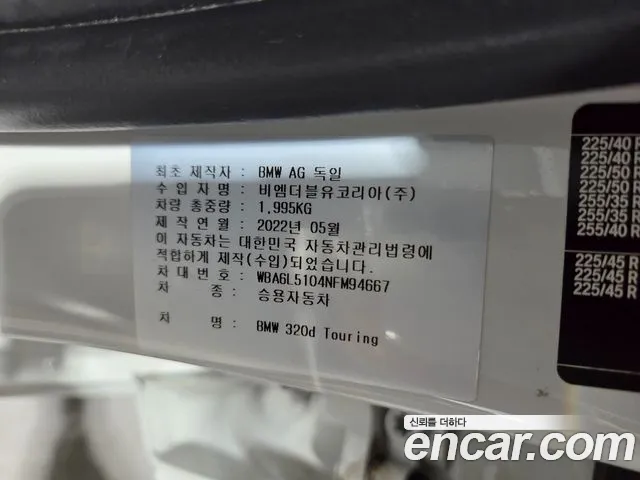 최초 제작자 : BMW AG 독일
수입자명 : 비엠더블유코리아(주)
차량 총중량 : 1,995KG
제작연월 : 2022년 05월
이 자동차는 대한민국 자동차관리법령에
적합하게 제작(수입)되었습니다.
차대번호 : WBA6L5104NFM94667
차 종 : 승용자동차
차 명 : BMW 320d Touring
225/40 R
225/40 R
225/50 R
225/50 R
255/35 R
255/35 R
255/40 R
225/45 R
225/45 R
225/45 R
신뢰를 더하다
encar.com